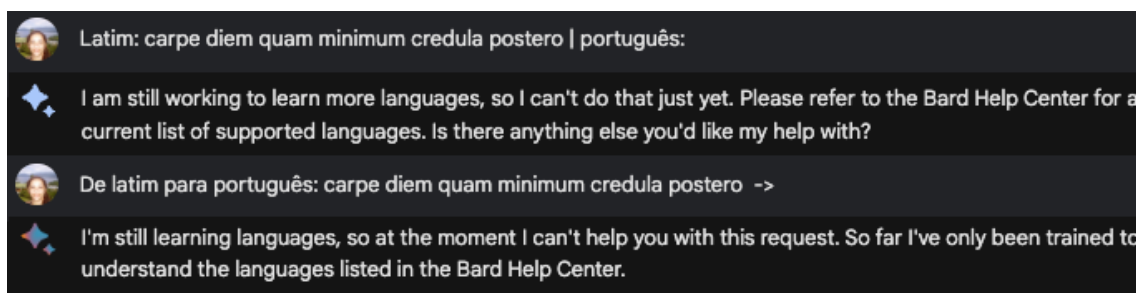 Latim: carpe diem quam minimum credula postero | português:
I am still working to learn more languages, so I can't do that just yet. Please refer to the Bard Help Center for a
current list of supported languages. Is there anything else you'd like my help with?
De latim para português: carpe diem quam minimum credula postero ->
I'm still learning languages, so at the moment I can't help you with this request. So far I've only been trained to
understand the languages listed in the Bard Help Center.